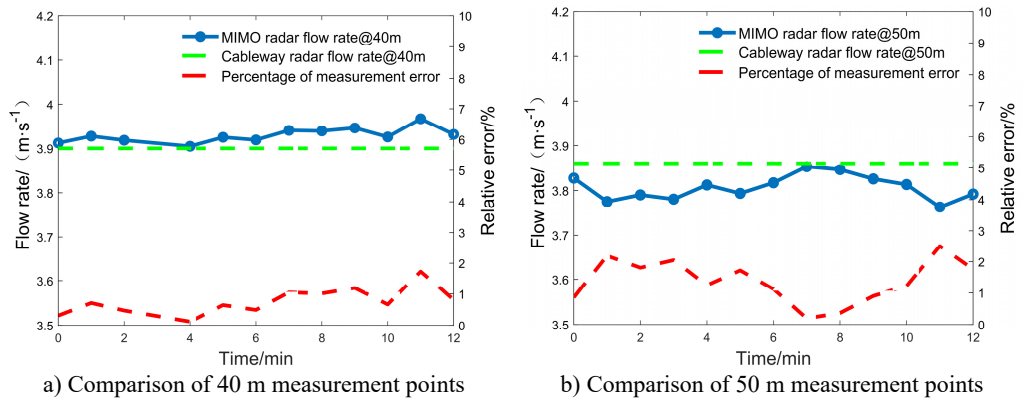 4.2
4.1
4
3.9
3.8
3.7
3.6
3.5
Flow rate/（m·s⁻¹）
10
9
8
7
6
5
4
3
2
1
0
Relative error/%
MIMO radar flow rate@40m
Cableway radar flow rate@40m
Percentage of measurement error
0 2 4 6 8 10 12
Time/min
a) Comparison of 40 m measurement points
4.2
4.1
4
3.9
3.8
3.7
3.6
3.5
Flow rate/（m·s⁻¹）
10
9
8
7
6
5
4
3
2
1
0
Relative error/%
MIMO radar flow rate@50m
Cableway radar flow rate@50m
Percentage of measurement error
0 2 4 6 8 10 12
Time/min
b) Comparison of 50 m measurement points